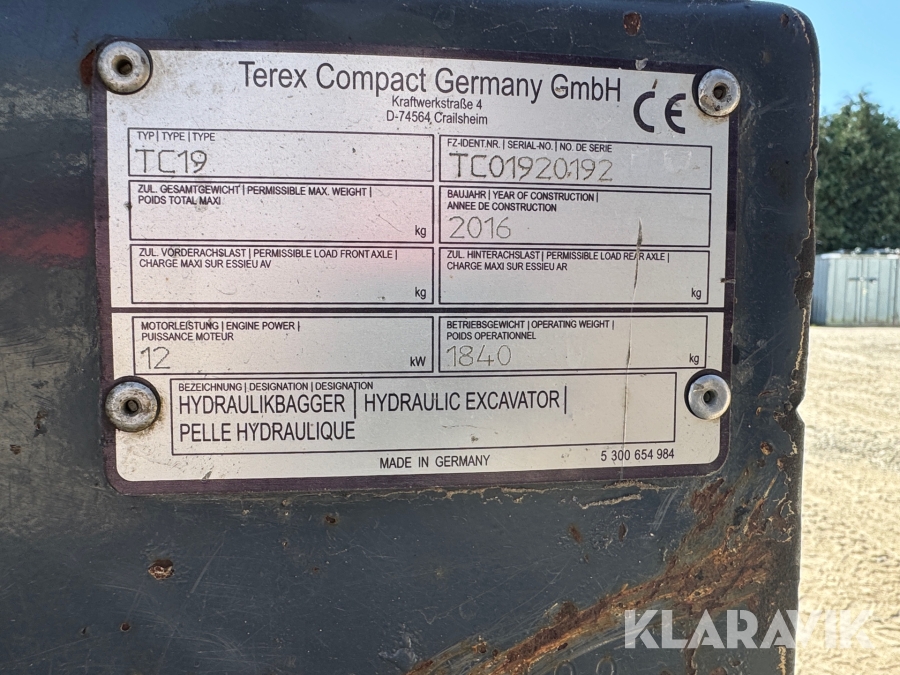 Terex Compact Germany GmbH
Kraftwerkstraße 4
D-74564 Crailsheim
CE
TYP | TYPE | TYPE
TC19
FZ-IDENT.NR. | SERIAL-NO. | NO. DE SERIE
TC01920192
ZUL. GESAMTGEWICHT | PERMISSIBLE MAX. WEIGHT |
POIDS TOTAL MAXI
kg
BAUJAHR | YEAR OF CONSTRUCTION |
ANNEE DE CONSTRUCTION
2016
ZUL. VORDERACHSLAST | PERMISSIBLE LOAD FRONT AXLE |
CHARGE MAXI SUR ESSIEU AV
kg
ZUL. HINTERACHSLAST | PERMISSIBLE LOAD REAR AXLE |
CHARGE MAXI SUR ESSIEU AR
kg
MOTORLEISTUNG | ENGINE POWER |
PUISSANCE MOTEUR
12 kW
BETRIEBSGEWICHT | OPERATING WEIGHT |
POIDS OPERATIONNEL
1840 kg
BEZEICHNUNG | DESIGNATION | DESIGNATION
HYDRAULIKBAGGER | HYDRAULIC EXCAVATOR |
PELLE HYDRAULIQUE
MADE IN GERMANY
5 300 654 984
KLARAVIK